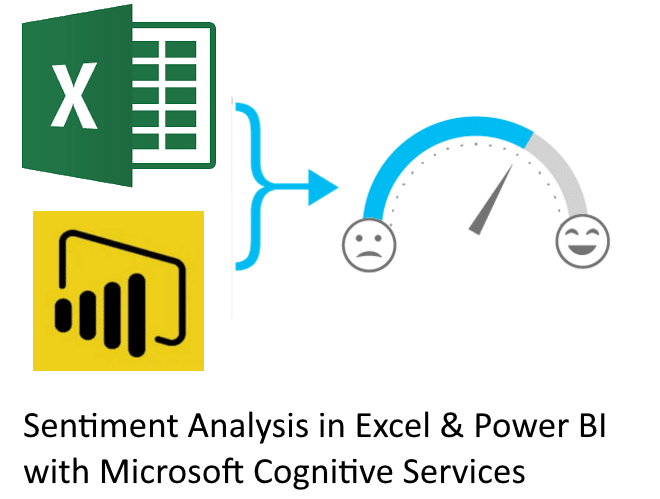 X
Sentiment Analysis in Excel & Power BI
with Microsoft Cognitive Services